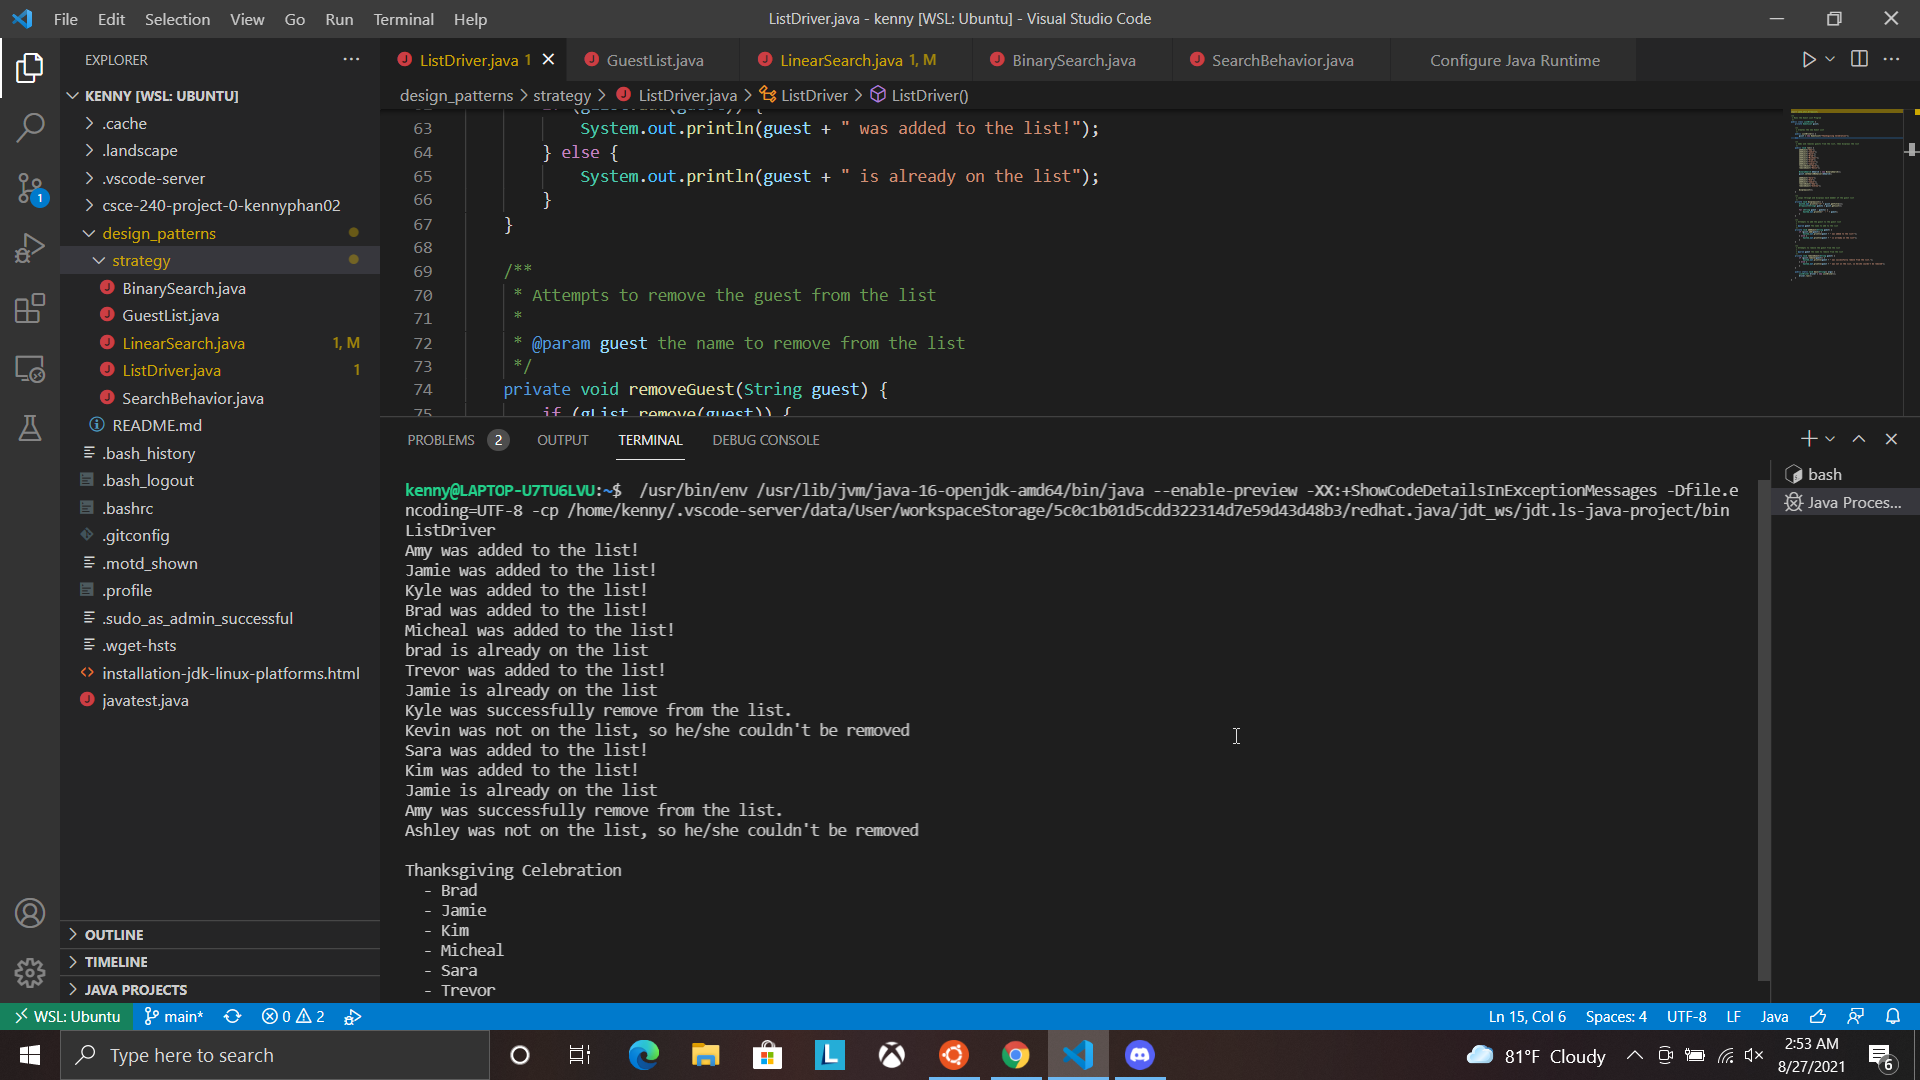 File Edit Selection View Go Run Terminal Help
ListDriver.java - kenny [WSL: Ubuntu] - Visual Studio Code
EXPLORER
KENNY [WSL: UBUNTU]
.cache
.landscape
.vscode-server
csce-240-project-0-kennyphan02
design_patterns
strategy
BinarySearch.java
GuestList.java
LinearSearch.java 1, M
ListDriver.java 1
SearchBehavior.java
README.md
.bash_history
.bash_logout
.bashrc
.gitconfig
.motd_shown
.profile
.sudo_as_admin_successful
.wget-hsts
installation-jdk-linux-platforms.html
javatest.java
OUTLINE
TIMELINE
JAVA PROJECTS
1
ListDriver.java 1 GuestList.java LinearSearch.java 1, M BinarySearch.java SearchBehavior.java Configure Java Runtime
design_patterns > strategy > ListDriver.java > ListDriver > ListDriver()
63 System.out.println(guest + " was added to the list!");
64 } else {
65 System.out.println(guest + " is already on the list");
66 }
67 }
68
69 /**
70 * Attempts to remove the guest from the list
71 *
72 * @param guest the name to remove from the list
73 */
74 private void removeGuest(String guest) {
75 if (gList.remove(guest)) {
PROBLEMS 2 OUTPUT TERMINAL DEBUG CONSOLE
bash
Java Proces...
kenny@LAPTOP-U7TU6LVU:~$ /usr/bin/env /usr/lib/jvm/java-16-openjdk-amd64/bin/java --enable-preview -XX:+ShowCodeDetailsInExceptionMessages -Dfile.e
ncoding=UTF-8 -cp /home/kenny/.vscode-server/data/User/workspaceStorage/5c0c1b01d5cdd322314d7e59d43d48b3/redhat.java/jdt_ws/jdt.ls-java-project/bin
ListDriver
Amy was added to the list!
Jamie was added to the list!
Kyle was added to the list!
Brad was added to the list!
Micheal was added to the list!
brad is already on the list
Trevor was added to the list!
Jamie is already on the list
Kyle was successfully remove from the list.
Kevin was not on the list, so he/she couldn't be removed
Sara was added to the list!
Kim was added to the list!
Jamie is already on the list
Amy was successfully remove from the list.
Ashley was not on the list, so he/she couldn't be removed
Thanksgiving Celebration
- Brad
- Jamie
- Kim
- Micheal
- Sara
- Trevor
WSL: Ubuntu main* 0 2
Ln 15, Col 6 Spaces: 4 UTF-8 LF Java
Type here to search
81°F Cloudy
2:53 AM
8/27/2021
6